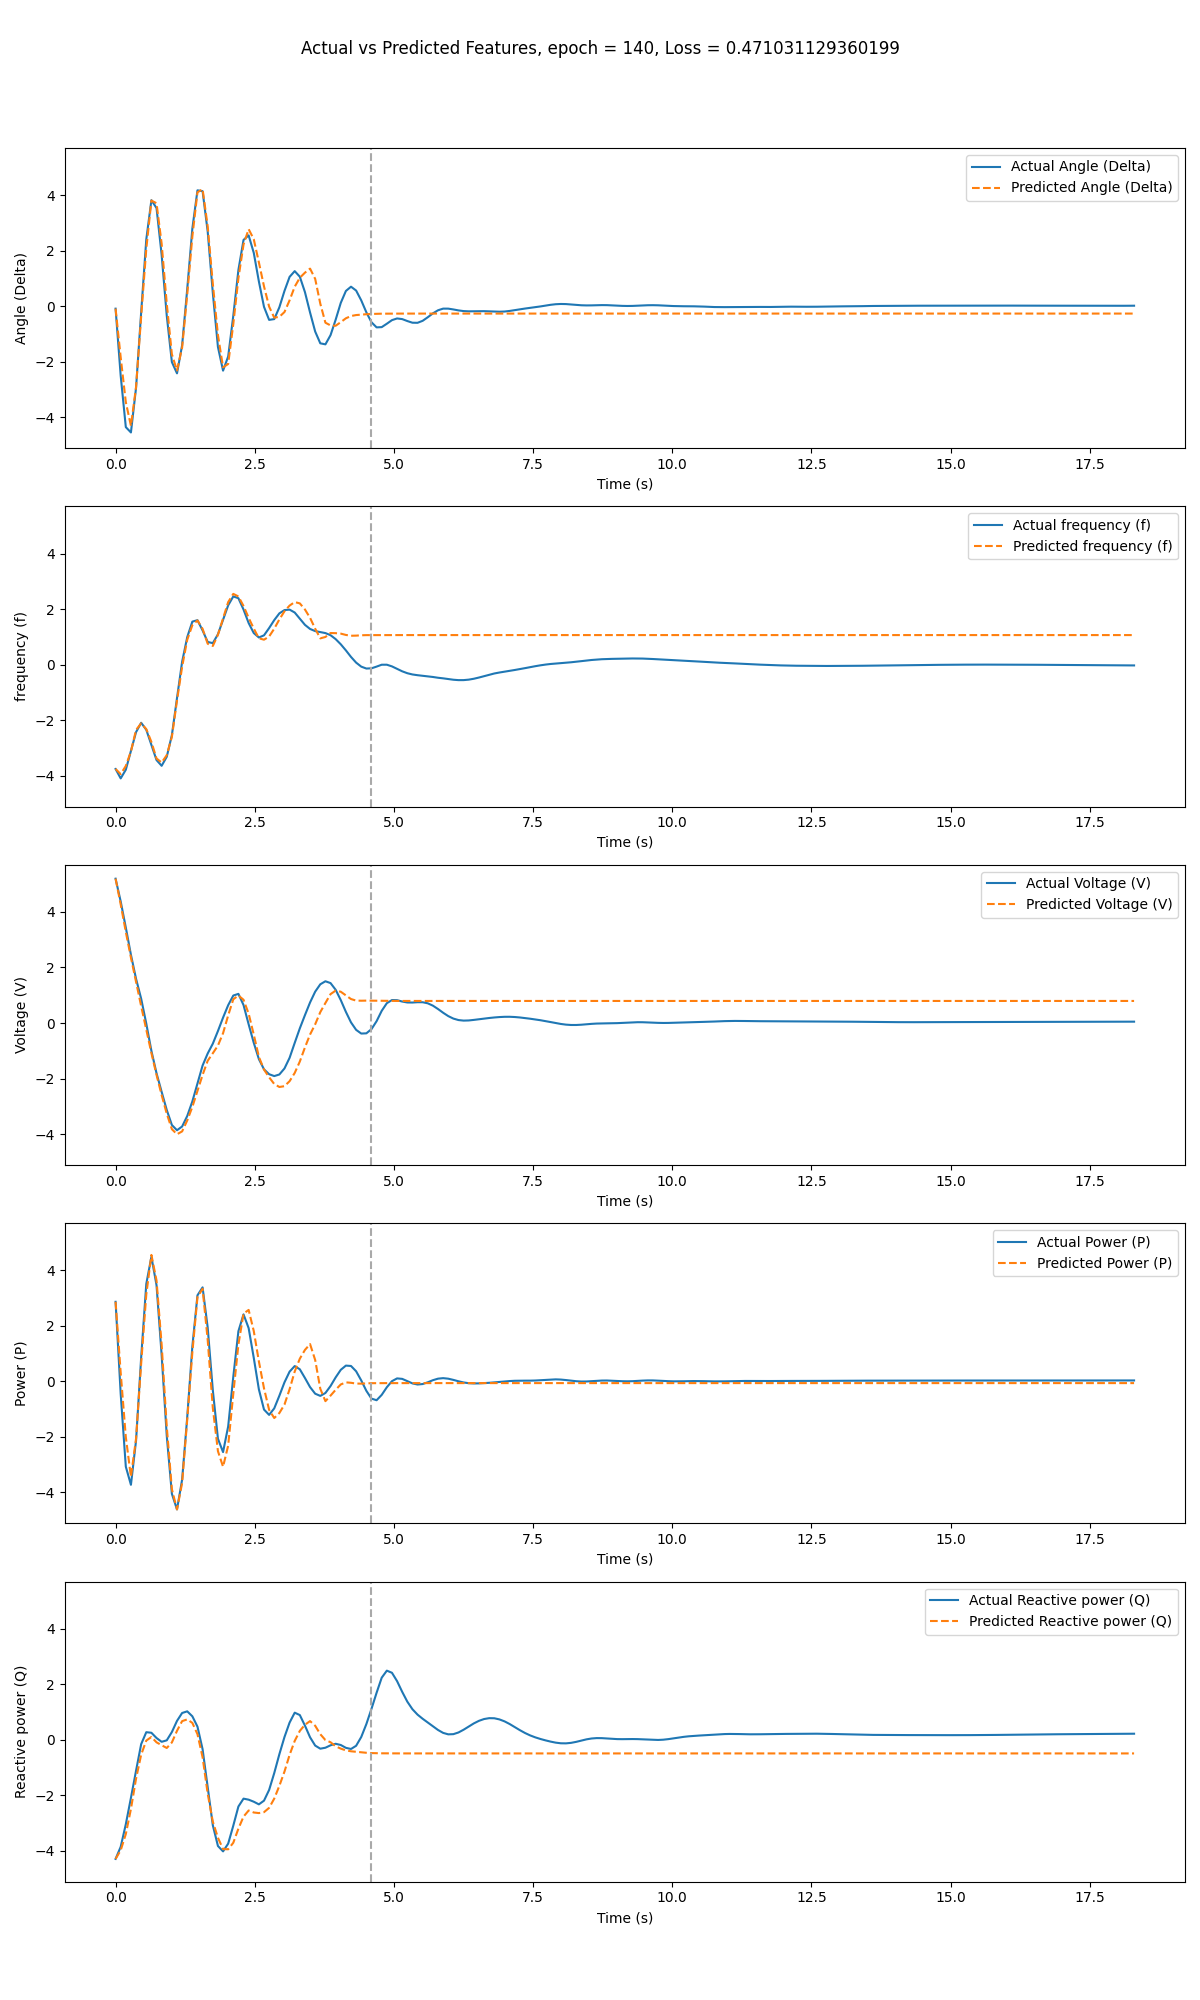 Actual vs Predicted Features, epoch = 140, Loss = 0.471031129360199
Actual Angle (Delta)
Predicted Angle (Delta)
Angle (Delta)
4
2
0
−2
−4
0.0 2.5 5.0 7.5 10.0 12.5 15.0 17.5
Time (s)
Actual frequency (f)
Predicted frequency (f)
frequency (f)
4
2
0
−2
−4
0.0 2.5 5.0 7.5 10.0 12.5 15.0 17.5
Time (s)
Actual Voltage (V)
Predicted Voltage (V)
Voltage (V)
4
2
0
−2
−4
0.0 2.5 5.0 7.5 10.0 12.5 15.0 17.5
Time (s)
Actual Power (P)
Predicted Power (P)
Power (P)
4
2
0
−2
−4
0.0 2.5 5.0 7.5 10.0 12.5 15.0 17.5
Time (s)
Actual Reactive power (Q)
Predicted Reactive power (Q)
Reactive power (Q)
4
2
0
−2
−4
0.0 2.5 5.0 7.5 10.0 12.5 15.0 17.5
Time (s)